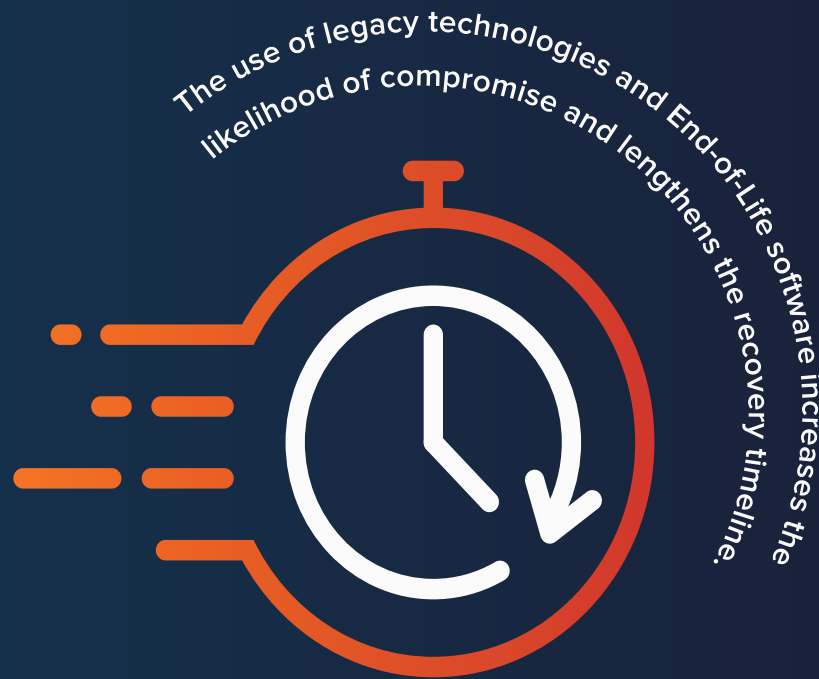 The use of legacy technologies and End-of-Life software increases the
likelihood of compromise and lengthens the recovery timeline.